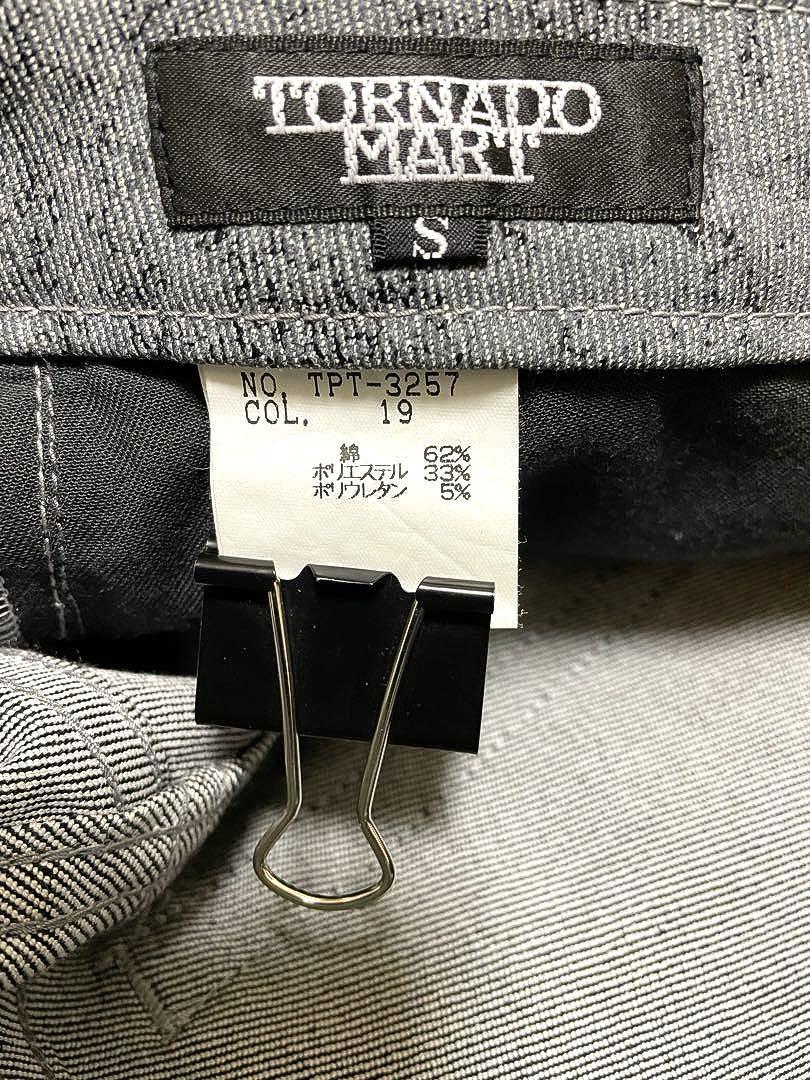 TORNADO
MART
S
NO. TPT-3257
COL. 19
綿 62%
ポリエステル 33%
ポリウレタン 5%